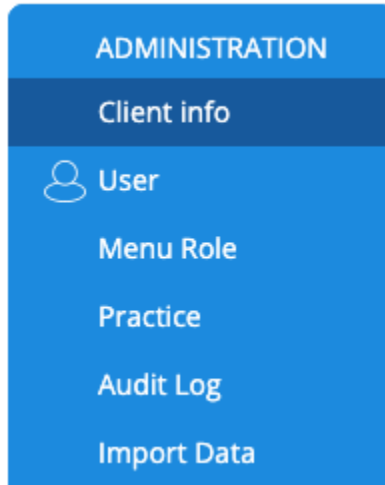 ADMINISTRATION
Client info
User
Menu Role
Practice
Audit Log
Import Data